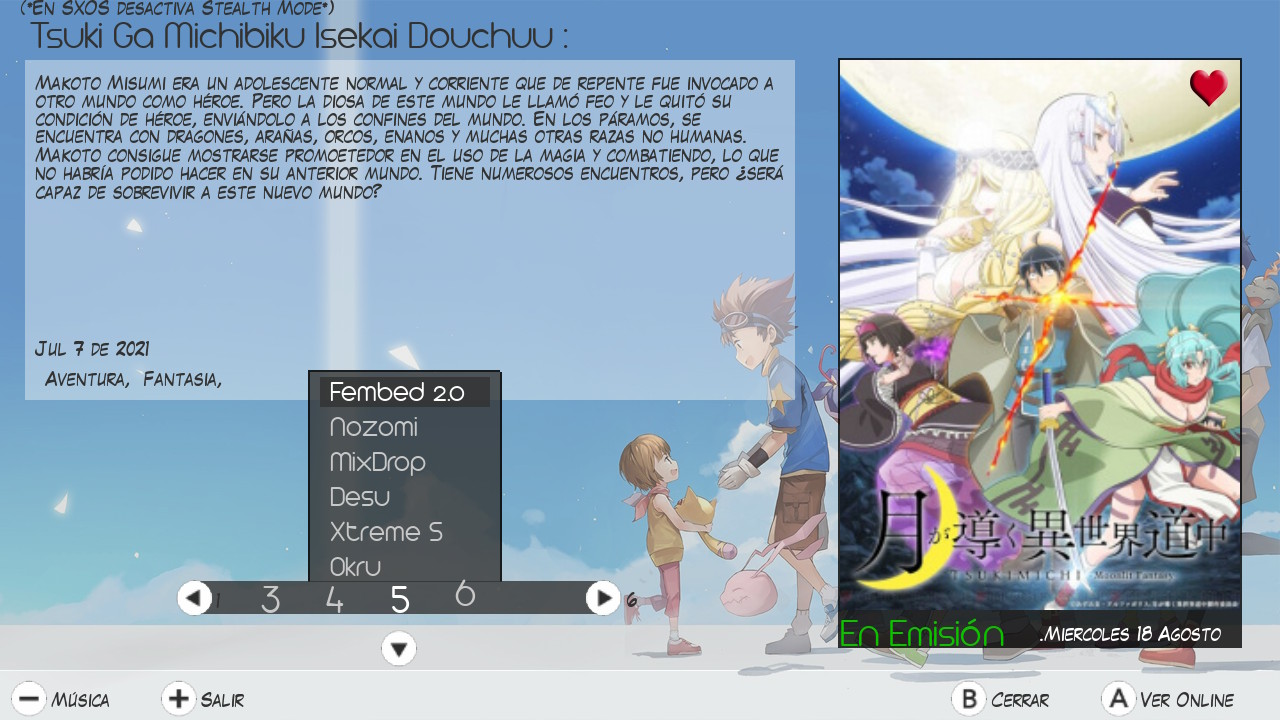 (*En SXOS desactiva Stealth Mode*)
Tsuki Ga Michibiku Isekai Douchuu :
Makoto Misumi era un adolescente normal y corriente que de repente fue invocado a
otro mundo como héroe. Pero la diosa de este mundo le llamó feo y le quitó su
condición de héroe, enviándolo a los confines del mundo. En los páramos, se
encuentra con dragones, arañas, orcos, enanos y muchas otras razas no humanas.
Makoto consigue mostrarse promoetedor en el uso de la magia y combatiendo, lo que
no habría podido hacer en su anterior mundo. Tiene numerosos encuentros, pero ¿será
capaz de sobrevivir a este nuevo mundo?
Jul 7 de 2021
Aventura, Fantasia,
Fembed 2.0
Nozomi
MixDrop
Desu
Xtreme S
Okru
1 3 4 5 6 6
月が導く異世界道中
TSUKIMICHI -Moonlit Fantasy-
En Emisión .Miercoles 18 Agosto
− Música + Salir B Cerrar A Ver Online